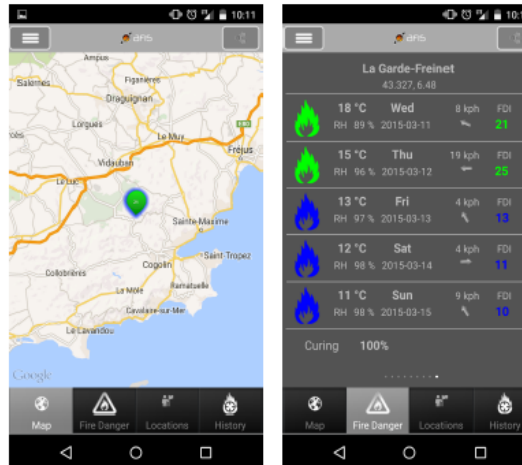 10:11
afis
Ampus
Salernes
Figanières
Draguignan
Lorgues
Le Muy
Fréjus
Vidauban
Le Luc
Sainte-Maxime
Saint-Tropez
Cogolin
Collobrières
La Môle
Ramatuelle
Cavalaire-sur-Mer
Le Lavandou
Google
Map Fire Danger Locations History
10:11
afis
La Garde-Freinet
43.327, 6.48
18 °C Wed 8 kph FDI
RH 89 % 2015-03-11 21
15 °C Thu 19 kph FDI
RH 96 % 2015-03-12 25
13 °C Fri 4 kph FDI
RH 97 % 2015-03-13 13
12 °C Sat 4 kph FDI
RH 98 % 2015-03-14 11
11 °C Sun 9 kph FDI
RH 98 % 2015-03-15 10
Curing 100%
Map Fire Danger Locations History